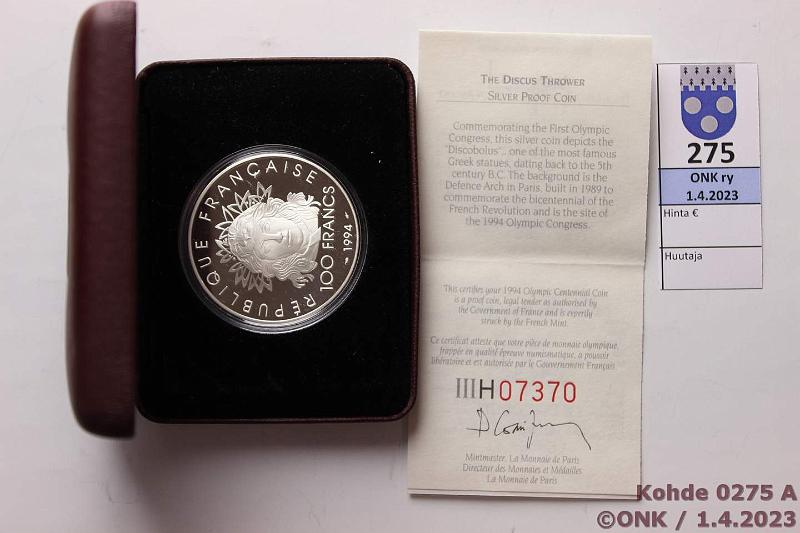 RÉPUBLIQUE FRANÇAISE
100 FRANCS
1994
THE DISCUS THROWER
SILVER PROOF COIN
Commemorating the First Olympic
Congress, this silver coin depicts the
"Discobolus".. one of the most famous
Greek statues, dating back to the 5th
century B.C. The background is the
Defence Arch in Paris, built in 1989 to
commemorate the bicentennial of the
French Revolution and is the site of
the 1994 Olympic Congress.
This certifies your 1994 Olympic Centennial Coin
is a proof coin, legal tender as authorised by
the Government of France and is expertly
struck by the French Mint.
Ce certificat atteste que votre pièce de monnaie olympique,
frappée en qualité épreuve numismatique, a pouvoir
libératoire et est autorisée par le Gouvernement Français
IIIH07370
Mintmaster, La Monnaie de Paris
Directeur des Monnaies et Médailles
La Monnaie de Paris
275
ONK ry
1.4.2023
Hinta €
Huutaja
Kohde 0275 A
©ONK / 1.4.2023